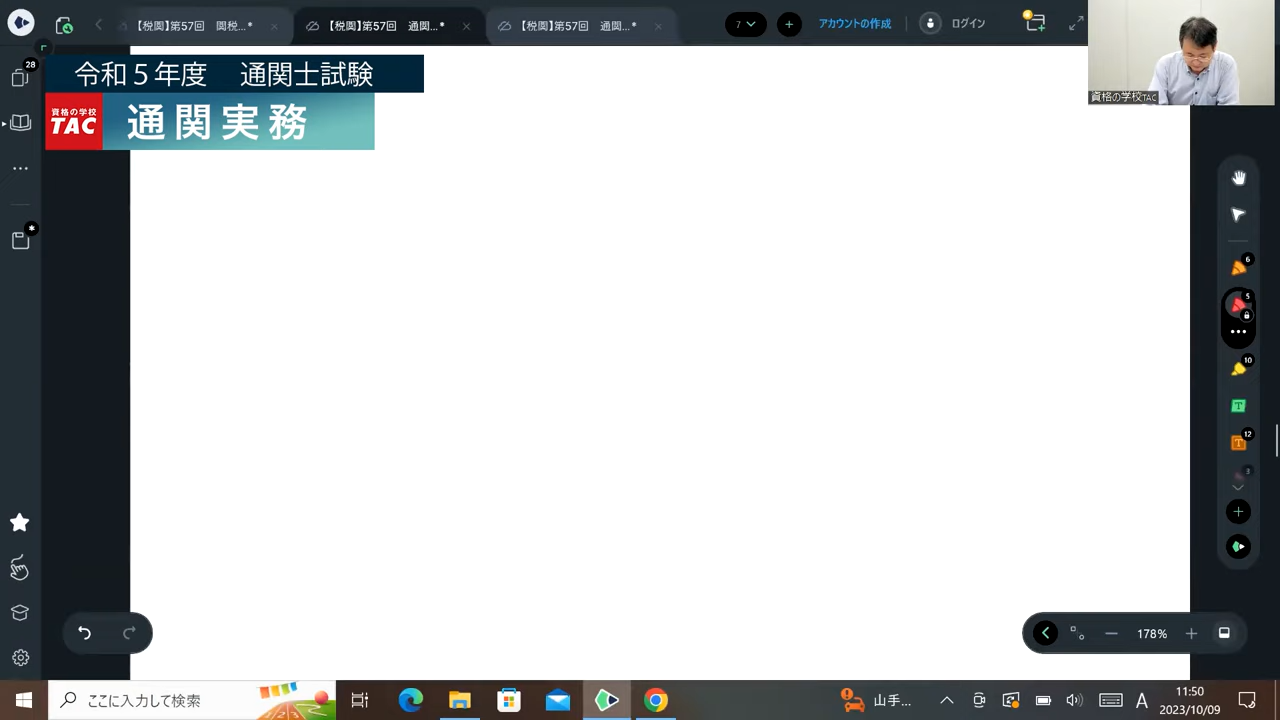 【税関】第57回 関税...*
【税関】第57回 通関...*
【税関】第57回 通関...*
7
アカウントの作成
ログイン
28
令和5年度 通関士試験
資格の学校
TAC
通関実務
資格の学校TAC
*
6
5
10
T
12
T
3
178%
ここに入力して検索
山手...
A
11:50
2023/10/09